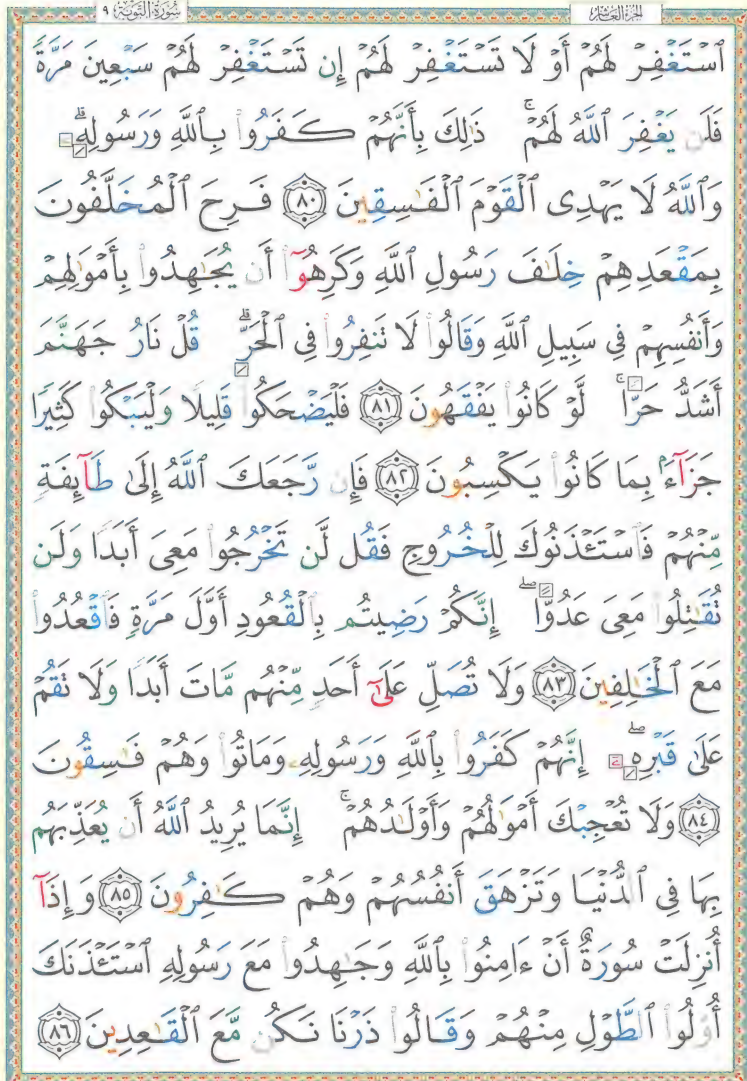 الجزء العاشر سورة التوبة ٩
ٱسْتَغْفِرْ لَهُمْ أَوْ لَا تَسْتَغْفِرْ لَهُمْ إِن تَسْتَغْفِرْ لَهُمْ سَبْعِينَ مَرَّةً
فَلَن يَغْفِرَ ٱللَّهُ لَهُمْ ۚ ذَٰلِكَ بِأَنَّهُمْ كَفَرُوا۟ بِٱللَّهِ وَرَسُولِهِ ۗ
وَٱللَّهُ لَا يَهْدِى ٱلْقَوْمَ ٱلْفَٰسِقِينَ ﴿٨٠﴾ فَرِحَ ٱلْمُخَلَّفُونَ
بِمَقْعَدِهِمْ خِلَٰفَ رَسُولِ ٱللَّهِ وَكَرِهُوٓا۟ أَن يُجَٰهِدُوا۟ بِأَمْوَٰلِهِمْ
وَأَنفُسِهِمْ فِى سَبِيلِ ٱللَّهِ وَقَالُوا۟ لَا تَنفِرُوا۟ فِى ٱلْحَرِّ ۗ قُلْ نَارُ جَهَنَّمَ
أَشَدُّ حَرًّا ۚ لَّوْ كَانُوا۟ يَفْقَهُونَ ﴿٨١﴾ فَلْيَضْحَكُوا۟ قَلِيلًا وَلْيَبْكُوا۟ كَثِيرًا
جَزَآءًۢ بِمَا كَانُوا۟ يَكْسِبُونَ ﴿٨٢﴾ فَإِن رَّجَعَكَ ٱللَّهُ إِلَىٰ طَآئِفَةٍ
مِّنْهُمْ فَٱسْتَـْٔذَنُوكَ لِلْخُرُوجِ فَقُل لَّن تَخْرُجُوا۟ مَعِىَ أَبَدًا وَلَن
تُقَٰتِلُوا۟ مَعِىَ عَدُوًّا ۖ إِنَّكُمْ رَضِيتُم بِٱلْقُعُودِ أَوَّلَ مَرَّةٍ فَٱقْعُدُوا۟
مَعَ ٱلْخَٰلِفِينَ ﴿٨٣﴾ وَلَا تُصَلِّ عَلَىٰٓ أَحَدٍ مِّنْهُم مَّاتَ أَبَدًا وَلَا تَقُمْ
عَلَىٰ قَبْرِهِ ۖ إِنَّهُمْ كَفَرُوا۟ بِٱللَّهِ وَرَسُولِهِۦ وَمَاتُوا۟ وَهُمْ فَٰسِقُونَ
﴿٨٤﴾ وَلَا تُعْجِبْكَ أَمْوَٰلُهُمْ وَأَوْلَٰدُهُمْ ۚ إِنَّمَا يُرِيدُ ٱللَّهُ أَن يُعَذِّبَهُم
بِهَا فِى ٱلدُّنْيَا وَتَزْهَقَ أَنفُسُهُمْ وَهُمْ كَٰفِرُونَ ﴿٨٥﴾ وَإِذَآ
أُنزِلَتْ سُورَةٌ أَنْ ءَامِنُوا۟ بِٱللَّهِ وَجَٰهِدُوا۟ مَعَ رَسُولِهِ ٱسْتَـْٔذَنَكَ
أُو۟لُوا۟ ٱلطَّوْلِ مِنْهُمْ وَقَالُوا۟ ذَرْنَا نَكُن مَّعَ ٱلْقَٰعِدِينَ ﴿٨٦﴾